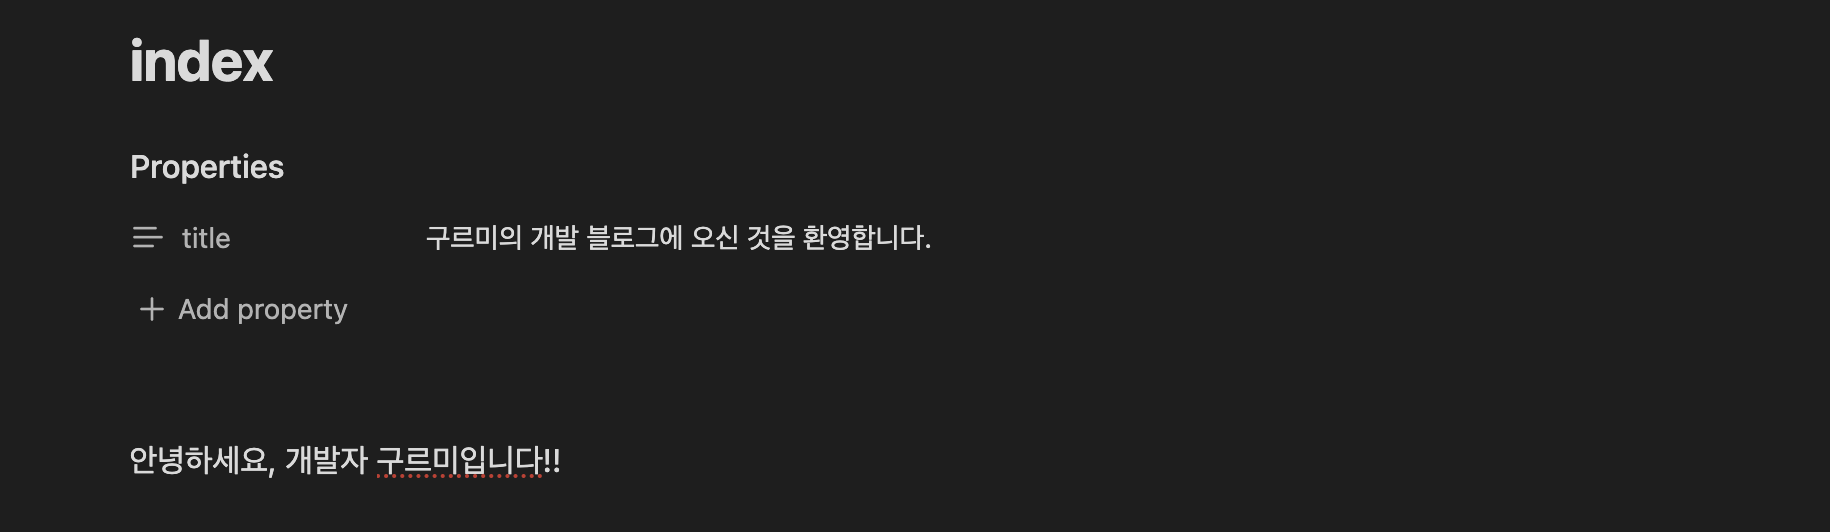 index
Properties
title 구르미의 개발 블로그에 오신 것을 환영합니다.
Add property
안녕하세요, 개발자 구르미입니다!!